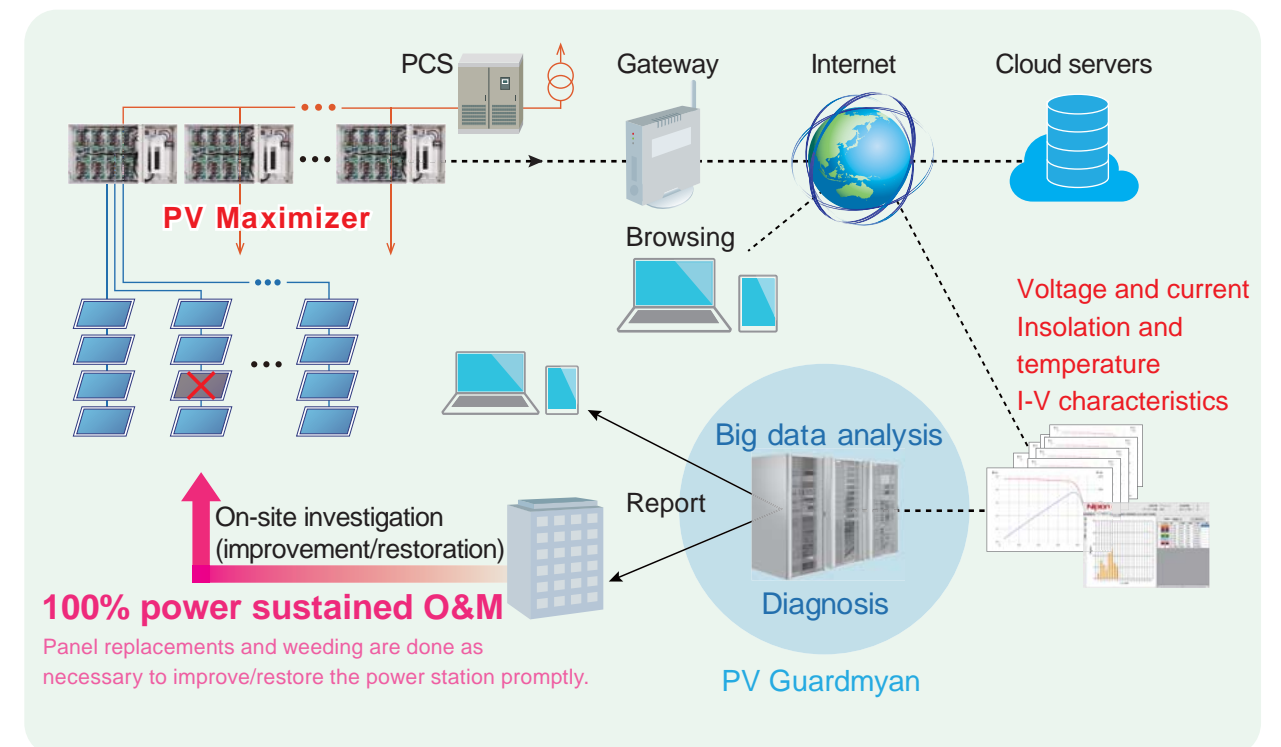 PCS
Gateway
Internet
Cloud servers
PV Maximizer
Browsing
Voltage and current
Insolation and
temperature
I-V characteristics
Big data analysis
Report
Diagnosis
PV Guardmyan
On-site investigation
(improvement/restoration)
100% power sustained O&M
Panel replacements and weeding are done as
necessary to improve/restore the power station promptly.